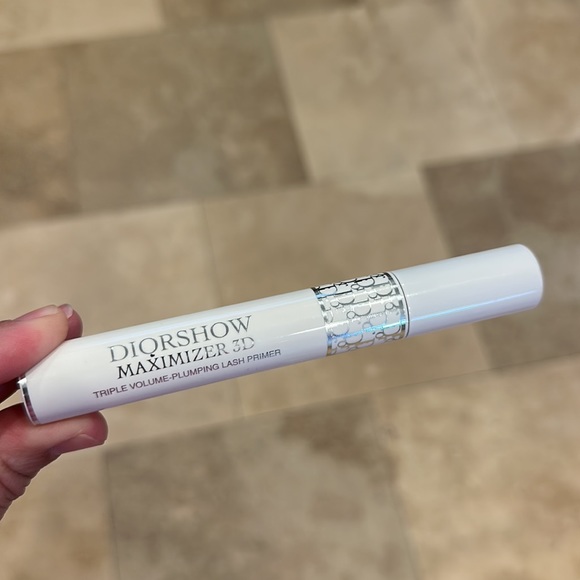 DIORSHOW
MAXIMIZER 3D
TRIPLE VOLUME-PLUMPING LASH PRIMER